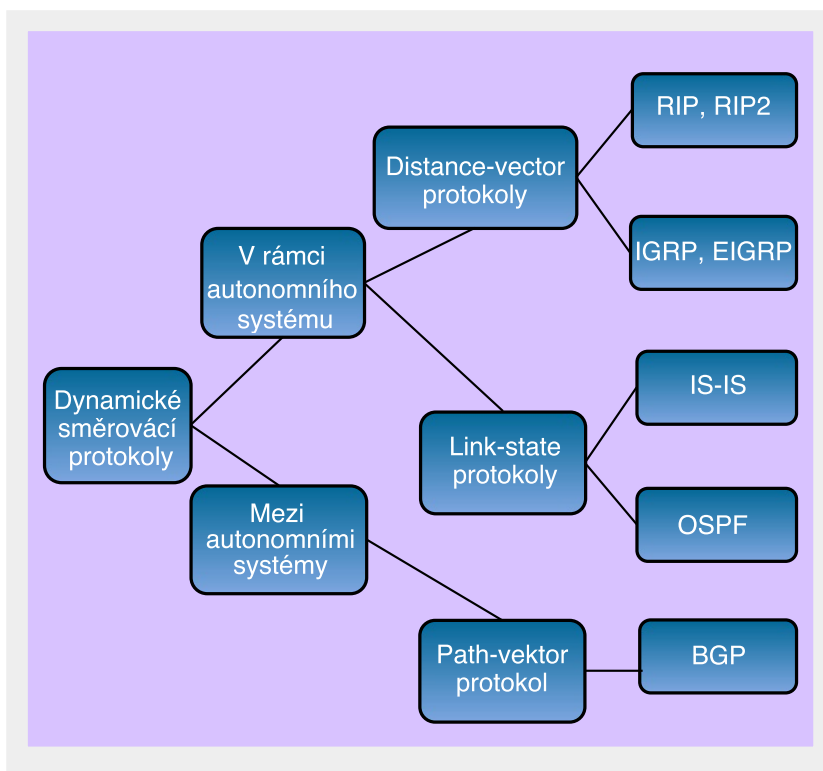 RIP, RIP2
Distance-vector
protokoly
IGRP, EIGRP
V rámci
autonomního
systému
Dynamické
směrovácí
protokoly
IS-IS
Link-state
protokoly
OSPF
Mezi
autonomními
systémy
Path-vektor
protokol
BGP